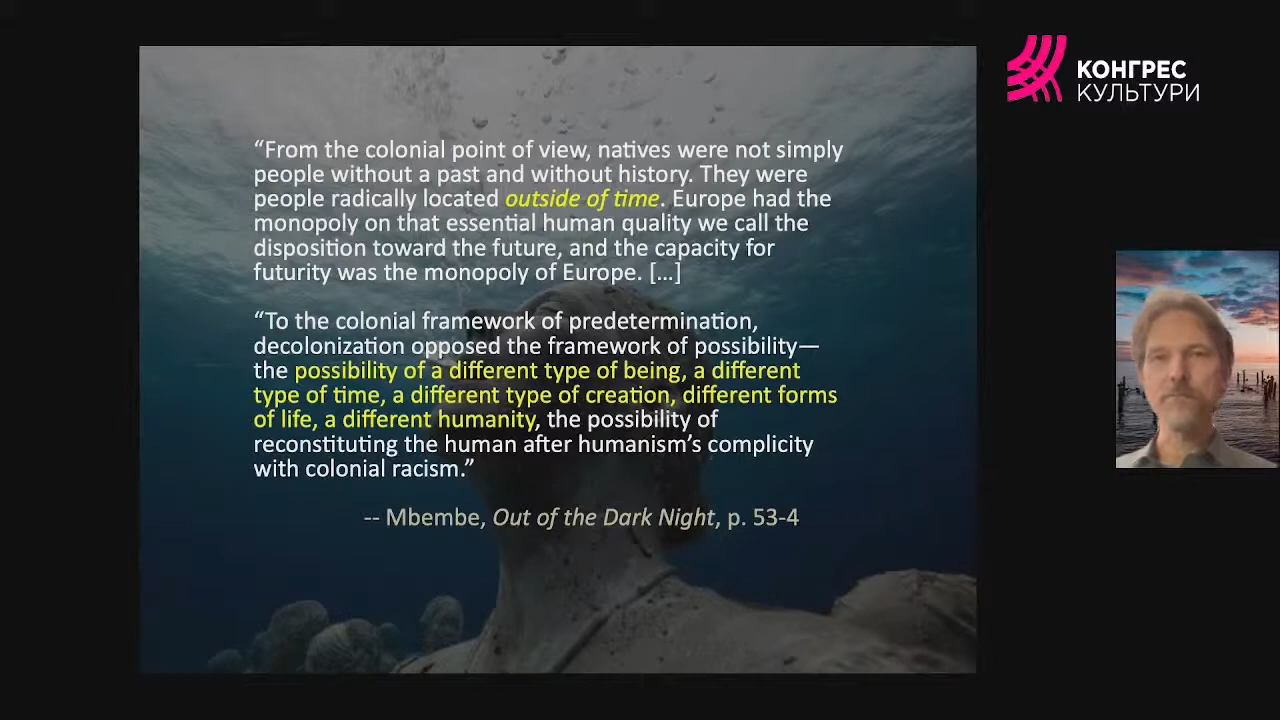 КОНГРЕС
КУЛЬТУРИ
“From the colonial point of view, natives were not simply
people without a past and without history. They were
people radically located outside of time. Europe had the
monopoly on that essential human quality we call the
disposition toward the future, and the capacity for
futurity was the monopoly of Europe. […]
“To the colonial framework of predetermination,
decolonization opposed the framework of possibility—
the possibility of a different type of being, a different
type of time, a different type of creation, different forms
of life, a different humanity, the possibility of
reconstituting the human after humanism’s complicity
with colonial racism.”
-- Mbembe, Out of the Dark Night, p. 53-4